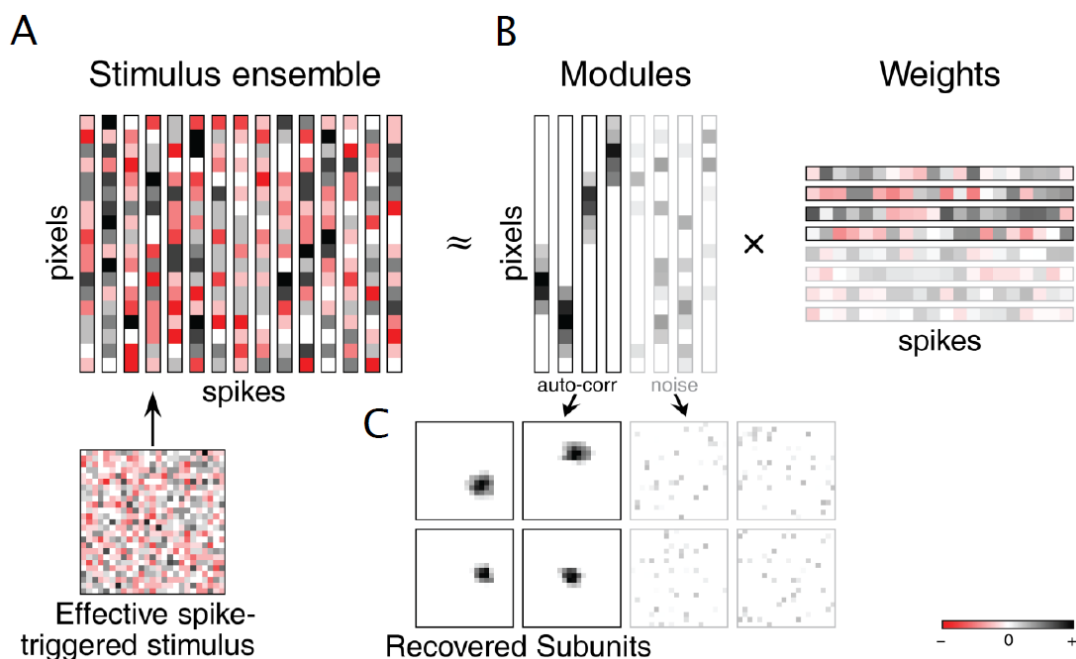 A
B
Stimulus ensemble
Modules
Weights
pixels
≈
pixels
×
spikes
spikes
auto-corr
noise
C
Effective spike-
triggered stimulus
Recovered Subunits
− 0 +